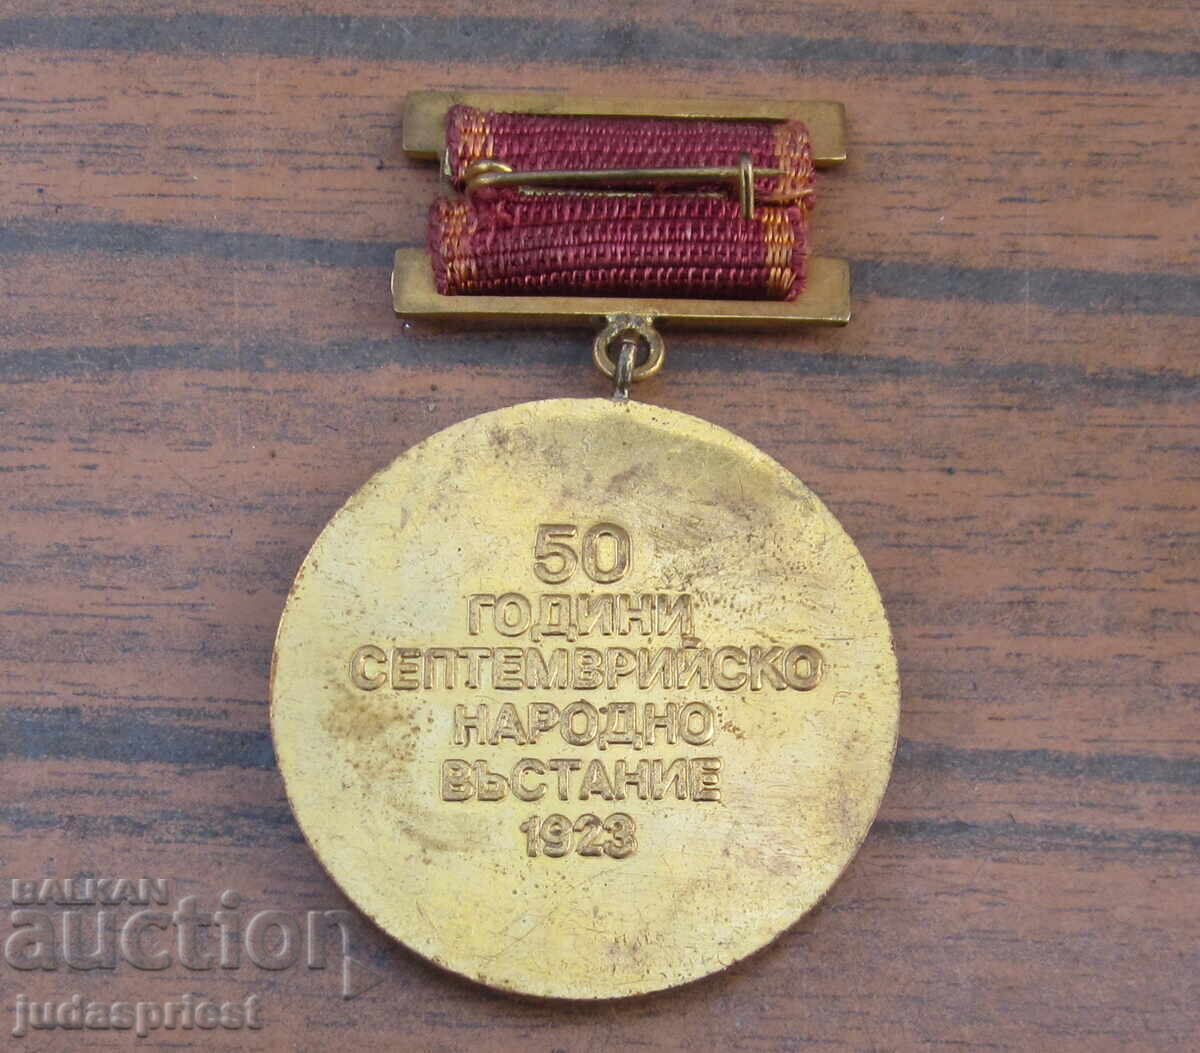 50
ГОДИНИ
СЕПТЕМВРИЙСКО
НАРОДНО
ВЪСТАНИЕ
1923
BALKAN
auction
judaspriest